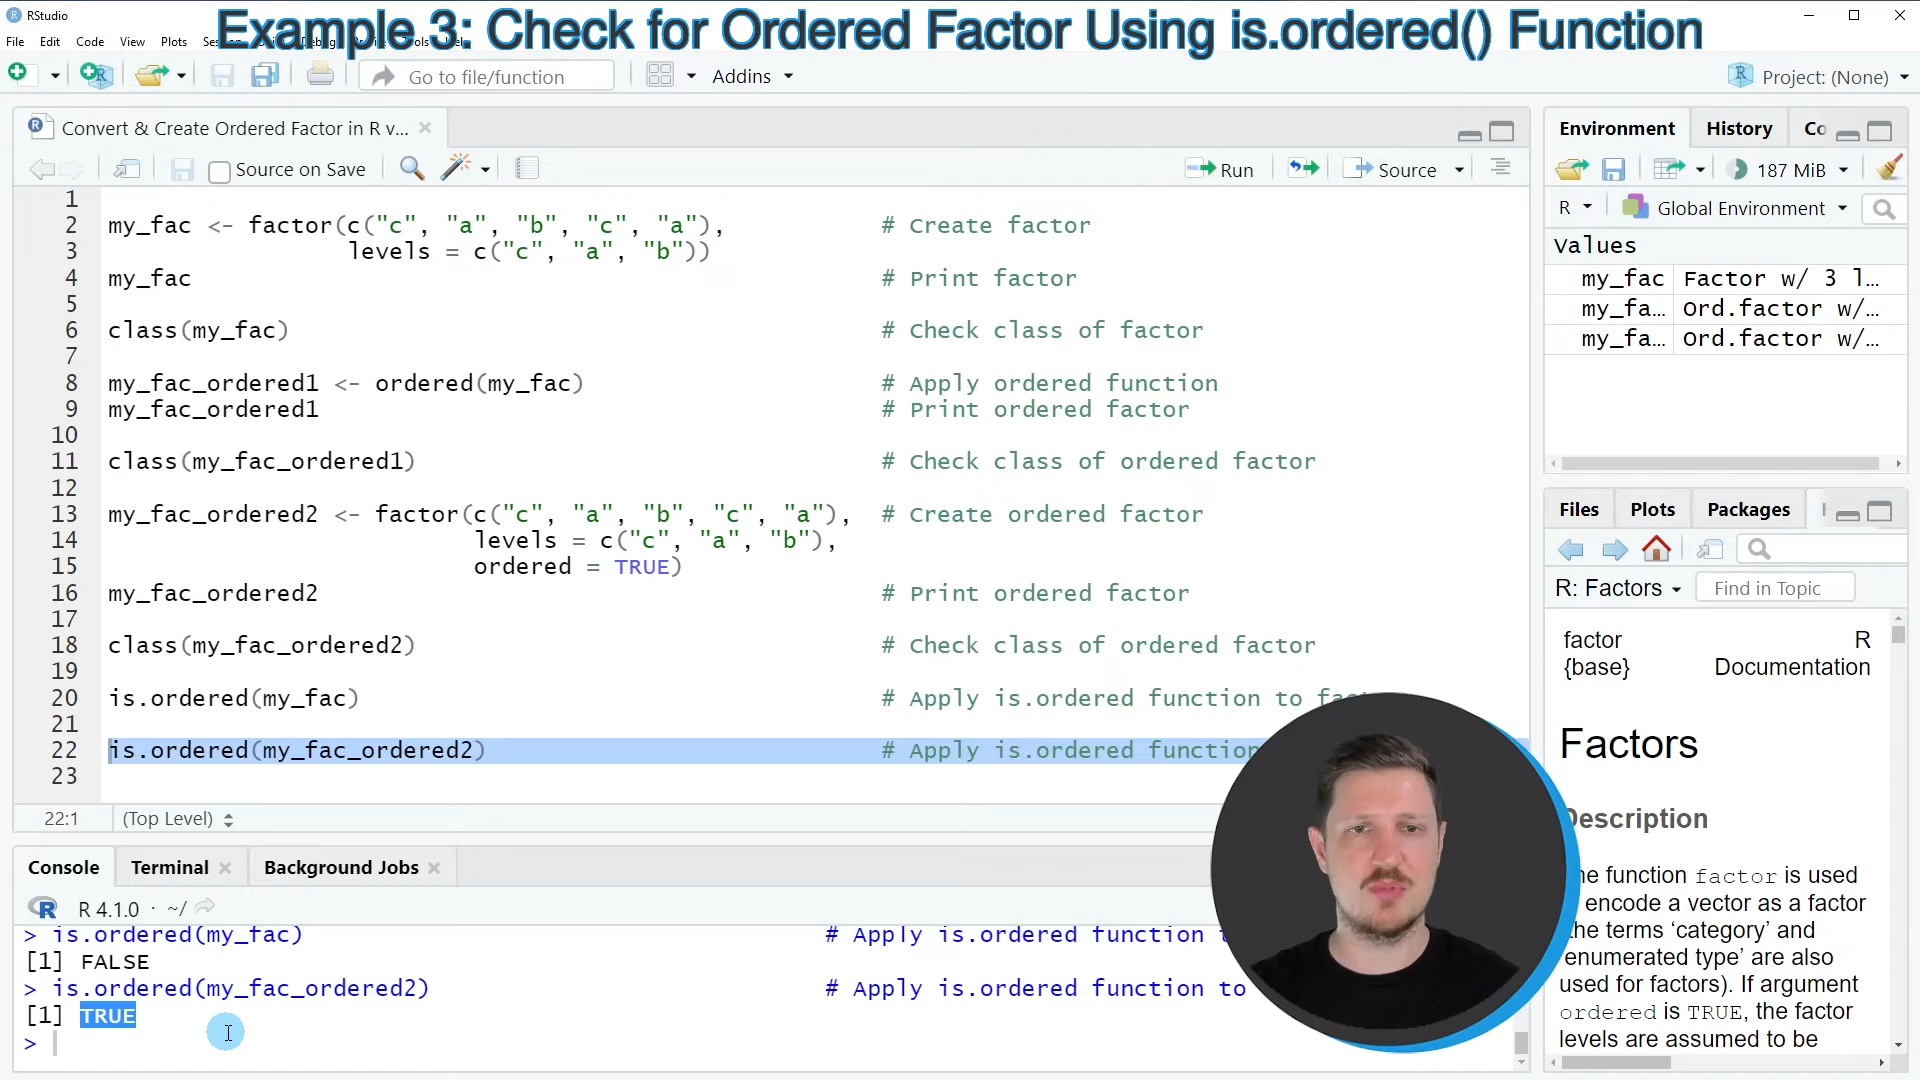 RStudio
Example 3: Check for Ordered Factor Using is.ordered() Function
File Edit Code View Plots
Go to file/function
Addins
Project: (None)
Convert & Create Ordered Factor in R v...
Source on Save
Run
Source
1
2 my_fac <- factor(c("c", "a", "b", "c", "a"), # Create factor
3 levels = c("c", "a", "b"))
4 my_fac # Print factor
5
6 class(my_fac) # Check class of factor
7
8 my_fac_ordered1 <- ordered(my_fac) # Apply ordered function
9 my_fac_ordered1 # Print ordered factor
10
11 class(my_fac_ordered1) # Check class of ordered factor
12
13 my_fac_ordered2 <- factor(c("c", "a", "b", "c", "a"), # Create ordered factor
14 levels = c("c", "a", "b"),
15 ordered = TRUE)
16 my_fac_ordered2 # Print ordered factor
17
18 class(my_fac_ordered2) # Check class of ordered factor
19
20 is.ordered(my_fac) # Apply is.ordered function to
21
22 is.ordered(my_fac_ordered2) # Apply is.ordered function
23
22:1 (Top Level)
Console Terminal Background Jobs
R 4.1.0 · ~/
> is.ordered(my_fac) # Apply is.ordered function
[1] FALSE
> is.ordered(my_fac_ordered2) # Apply is.ordered function to
[1] TRUE
>
Environment History Co
187 MiB
R Global Environment
Values
my_fac Factor w/ 3 l...
my_fa... Ord.factor w/...
my_fa... Ord.factor w/...
Files Plots Packages
R: Factors Find in Topic
factor {base} R Documentation
Factors
Description
function factor is used
encode a vector as a factor
the terms ‘category’ and
‘enumerated type’ are also
used for factors). If argument
ordered is TRUE, the factor
levels are assumed to be